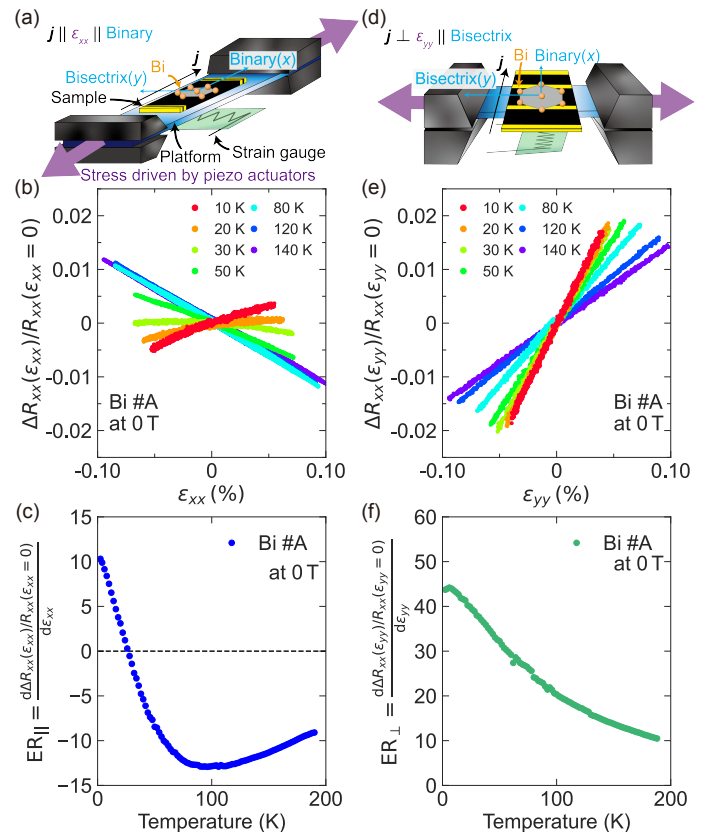 (a)
j || εxx || Binary
j
Bi
Binary(x)
Bisectrix(y)
Sample
Platform
Strain gauge
Stress driven by piezo actuators
(d)
j ⊥ εyy || Bisectrix
j
Bi
Binary(x)
Bisectrix(y)
(b)
ΔRxx(εxx)/Rxx(εxx = 0)
0.02
0.01
0
-0.01
-0.02
10 K
20 K
30 K
50 K
80 K
120 K
140 K
Bi #A
at 0 T
-0.10
0
0.10
εxx (%)
(e)
ΔRxx(εyy)/Rxx(εyy = 0)
0.02
0.01
0
-0.01
-0.02
10 K
20 K
30 K
50 K
80 K
120 K
140 K
Bi #A
at 0 T
-0.10
0
0.10
εyy (%)
(c)
ER|| = dΔRxx(εxx)/Rxx(εxx = 0) / dεxx
15
10
5
0
−5
−10
−15
Bi #A
at 0 T
0
100
200
Temperature (K)
(f)
ER⊥ = dΔRxx(εyy)/Rxx(εyy = 0) / dεyy
60
50
40
30
20
10
0
Bi #A
at 0 T
0
100
200
Temperature (K)